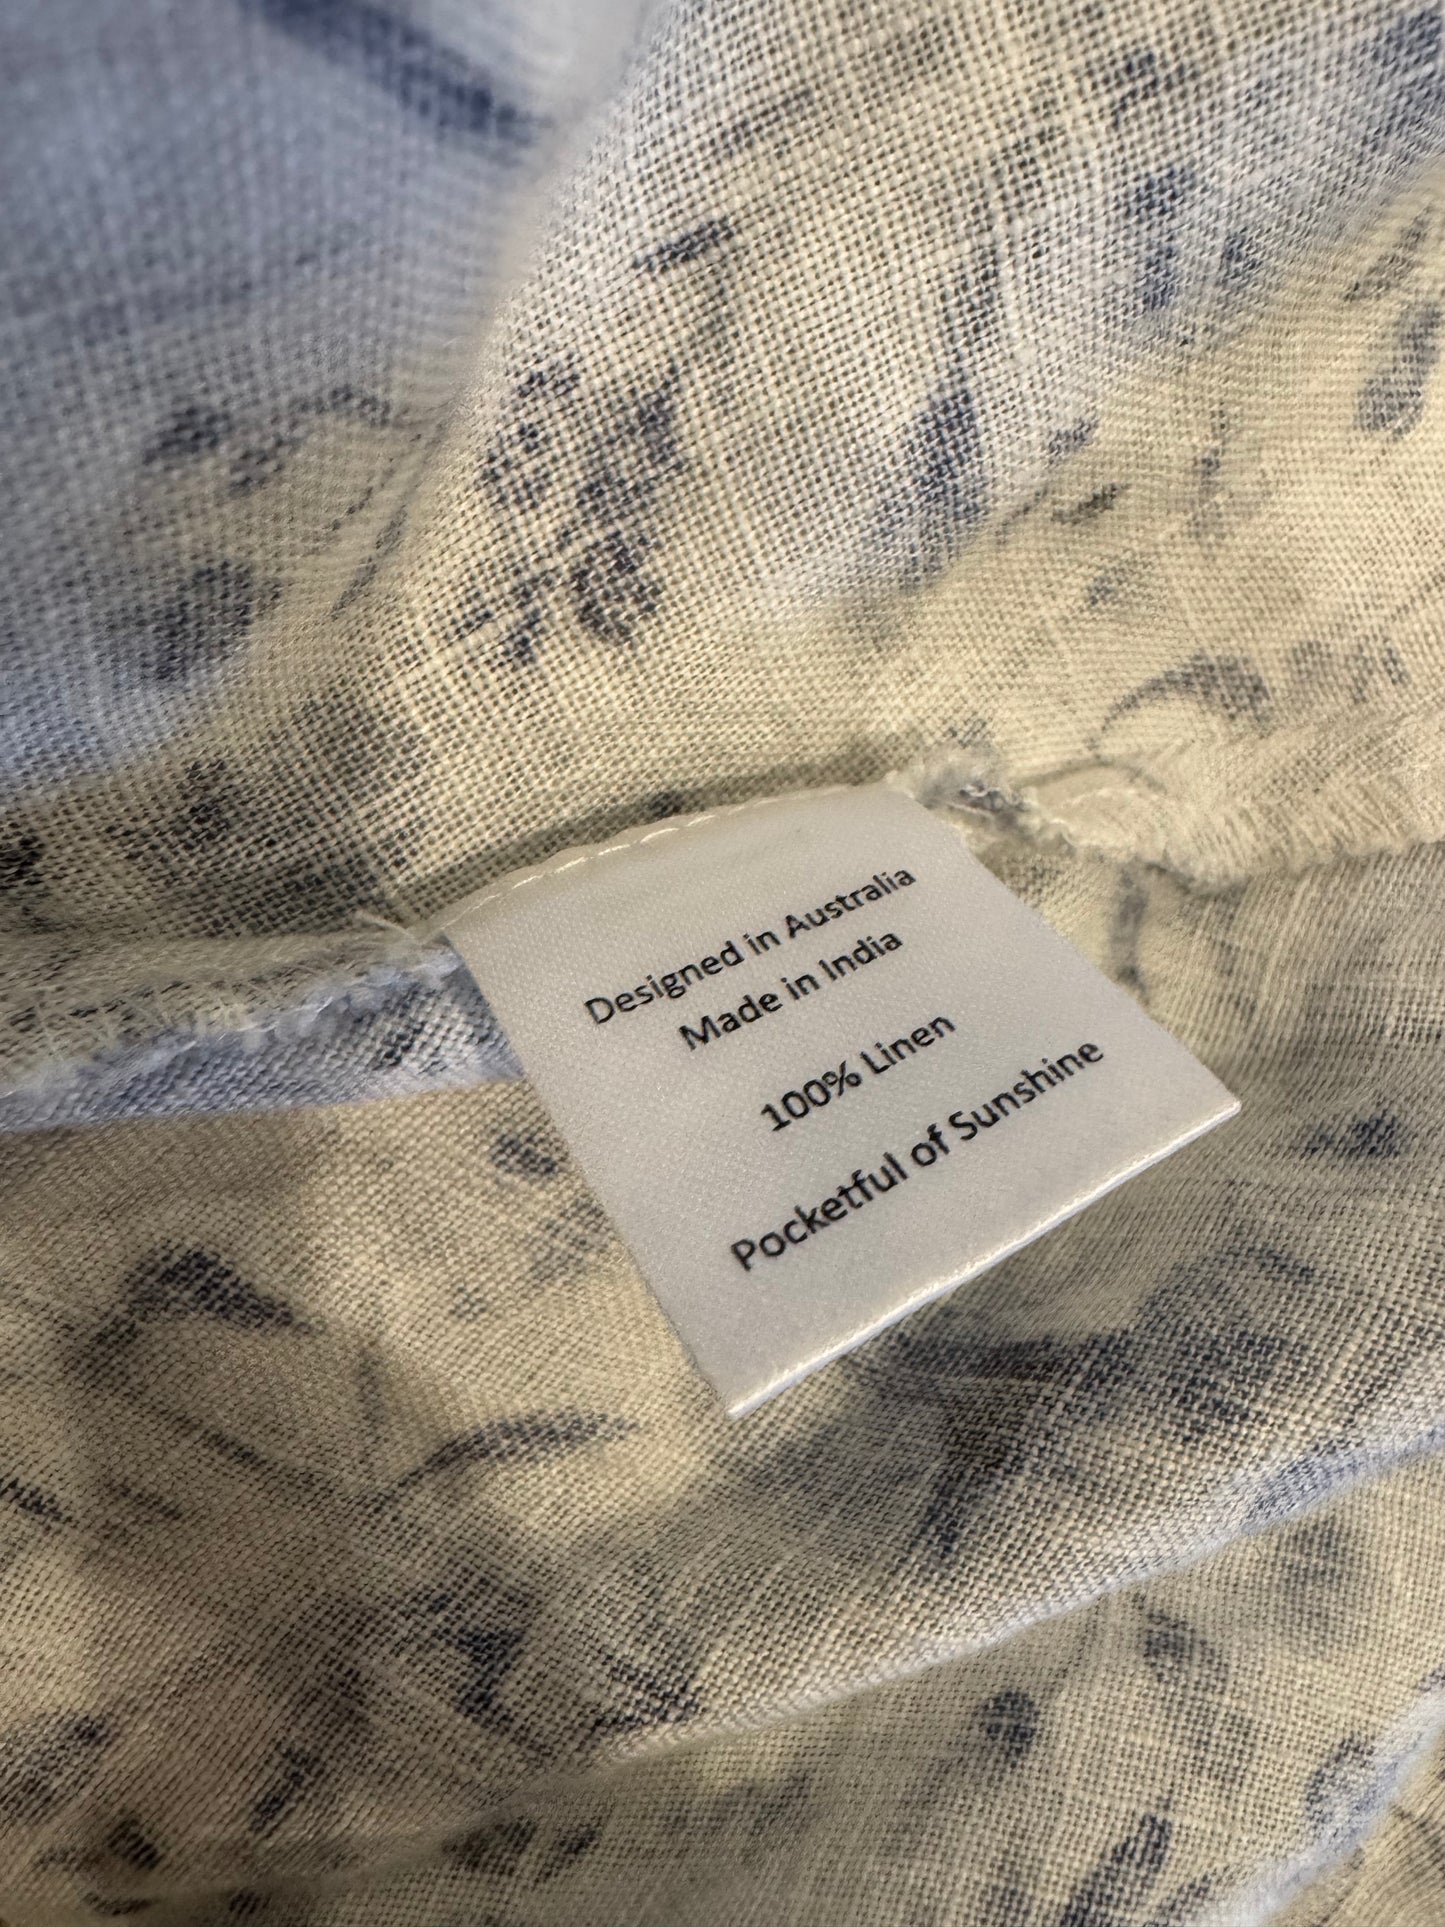 Designed in Australia
Made in India
100% Linen
Pocketful of Sunshine